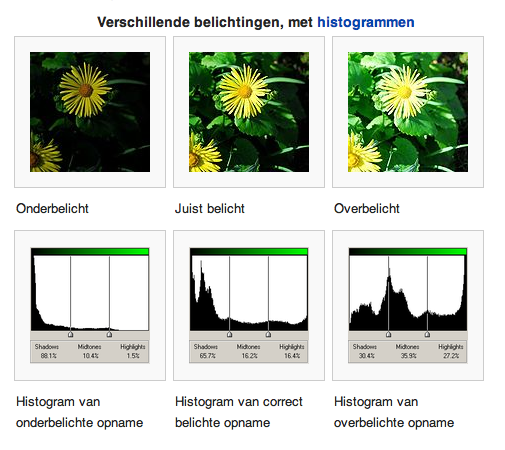 Verschillende belichtingen, met histogrammen
Onderbelicht
Juist belicht
Overbelicht
Shadows Midtones Highlights
88.1% 10.4% 1.5%
Shadows Midtones Highlights
65.7% 16.2% 16.4%
Shadows Midtones Highlights
30.4% 35.9% 27.2%
Histogram van
onderbelichte opname
Histogram van correct
belichte opname
Histogram van
overbelichte opname